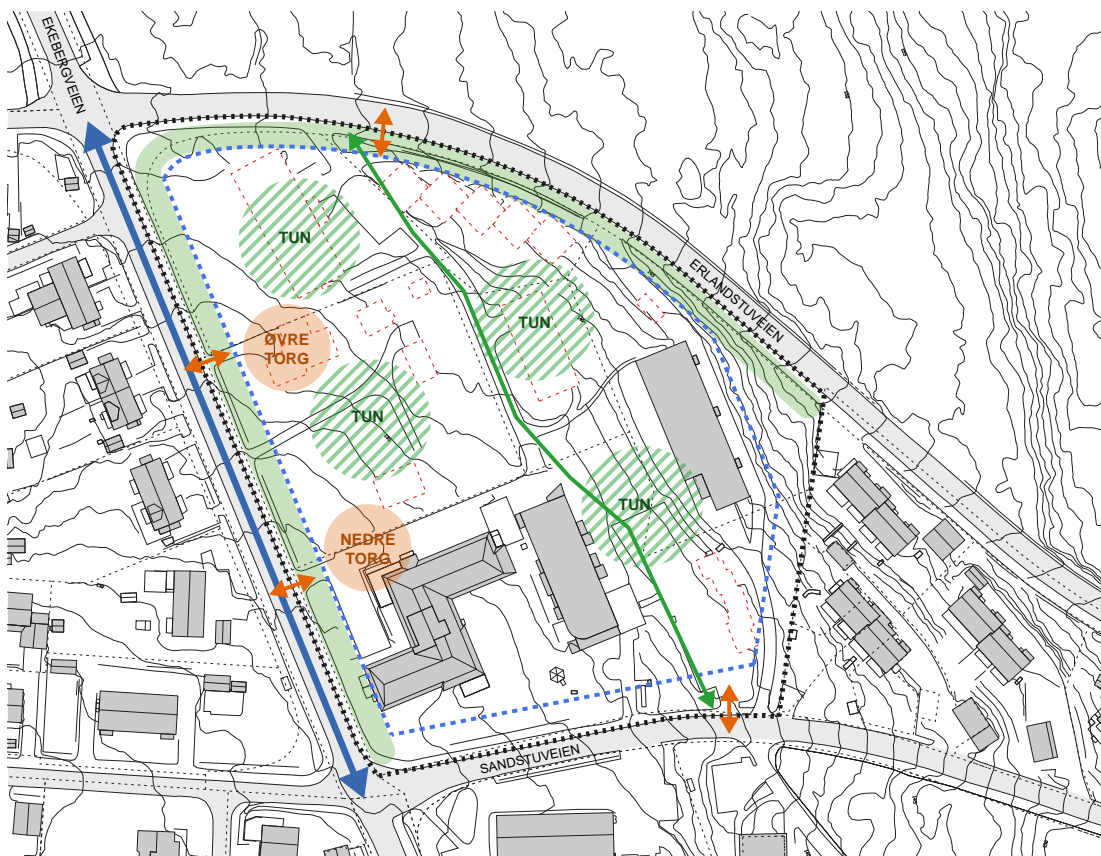 EKEBERGVEIEN
TUN
ERLANDSTUVEIEN
TUN
ØVRE
TORG
TUN
TUN
NEDRE
TORG
SANDSTUVEIEN